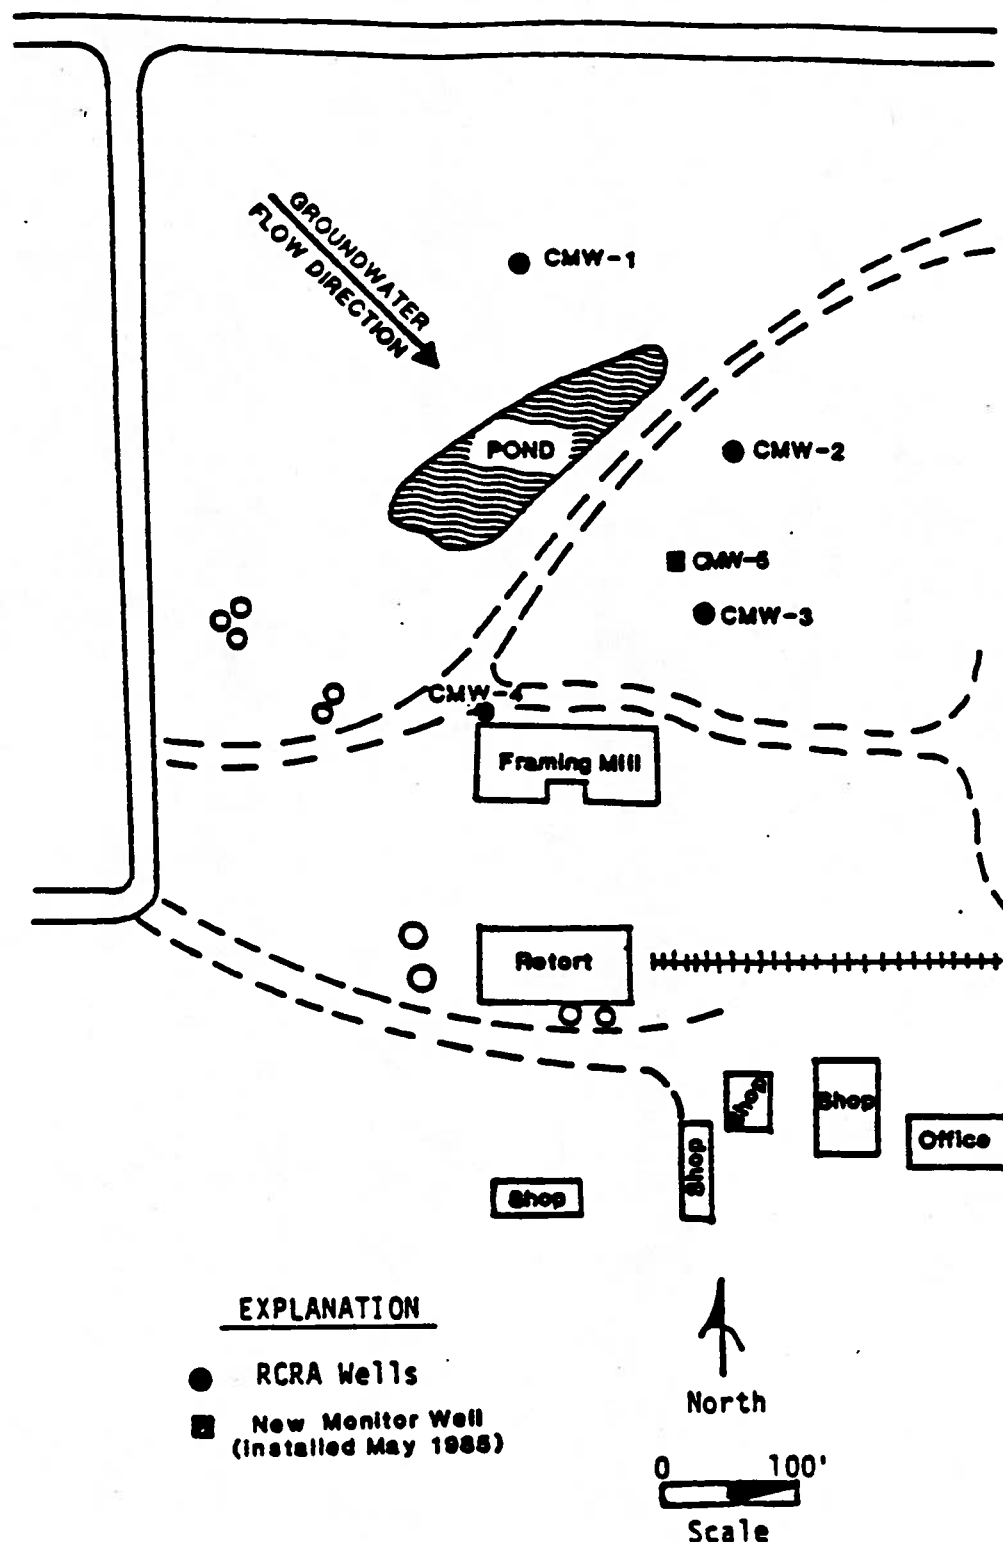 GROUNDWATER
FLOW DIRECTION
CMW-1
POND
CMW-2
CMW-5
CMW-3
CMW-4
Framing Mill
Retort
Shop
Shop
Office
Shop
Shop
EXPLANATION
RCRA Wells
New Monitor Well
(installed May 1985)
North
0 100'
Scale